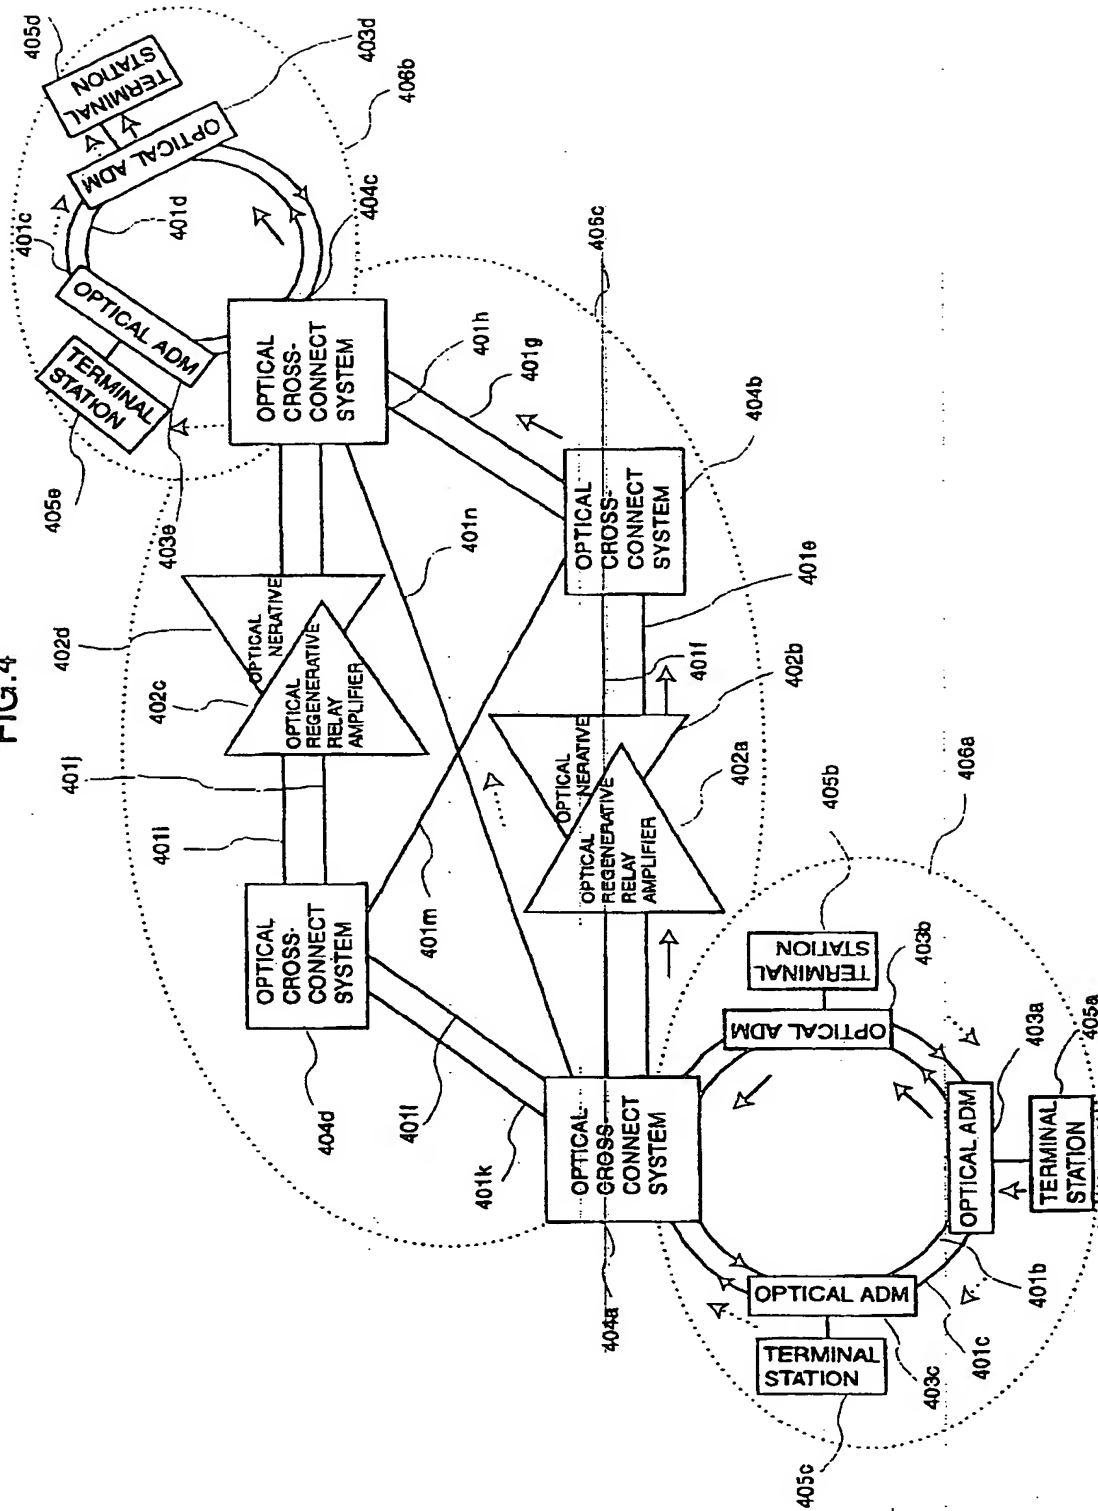 FIG.4
405d
TERMINAL
STATION
403d
406b
OPTICAL ADM
401c
401d
404c
OPTICAL ADM
TERMINAL
STATION
405e
403e
OPTICAL
CROSS-
CONNECT
SYSTEM
401h
401g
406c
404b
OPTICAL
CROSS-
CONNECT
SYSTEM
401n
402d
OPTICAL
NERATIVE
402c
OPTICAL
REGENERATIVE
RELAY
AMPLIFIER
401j
401i
401e
401f
402b
OPTICAL
NERATIVE
OPTICAL
REGENERATIVE
RELAY
AMPLIFIER
402a
OPTICAL
CROSS-
CONNECT
SYSTEM
404d
401m
401l
401k
OPTICAL
CROSS-
CONNECT
SYSTEM
404a
405b
TERMINAL
STATION
403b
OPTICAL ADM
406a
403a
405a
OPTICAL ADM
TERMINAL
STATION
401b
401c
OPTICAL ADM
403c
TERMINAL
STATION
405c